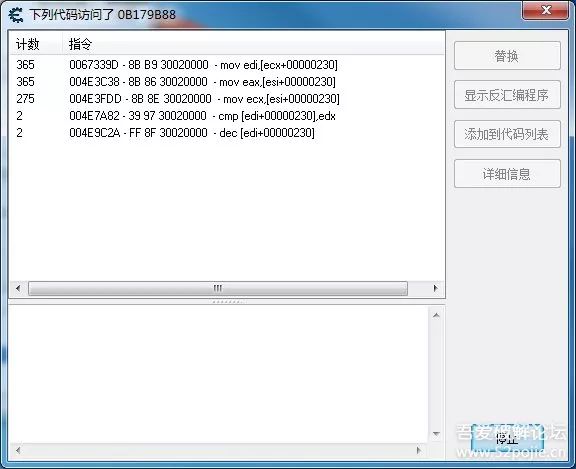 下列代码访问了 0B179B88
计数 指令
365 0067339D - 8B B9 30020000 - mov edi,[ecx+00000230]
365 004E3C38 - 8B 86 30020000 - mov eax,[esi+00000230]
275 004E3FDD - 8B 8E 30020000 - mov ecx,[esi+00000230]
2 004E7A82 - 39 97 30020000 - cmp [edi+00000230],edx
2 004E9C2A - FF 8F 30020000 - dec [edi+00000230]
替换
显示反汇编程序
添加到代码列表
详细信息
停止
吾爱破解论坛
www.52pojie.cn